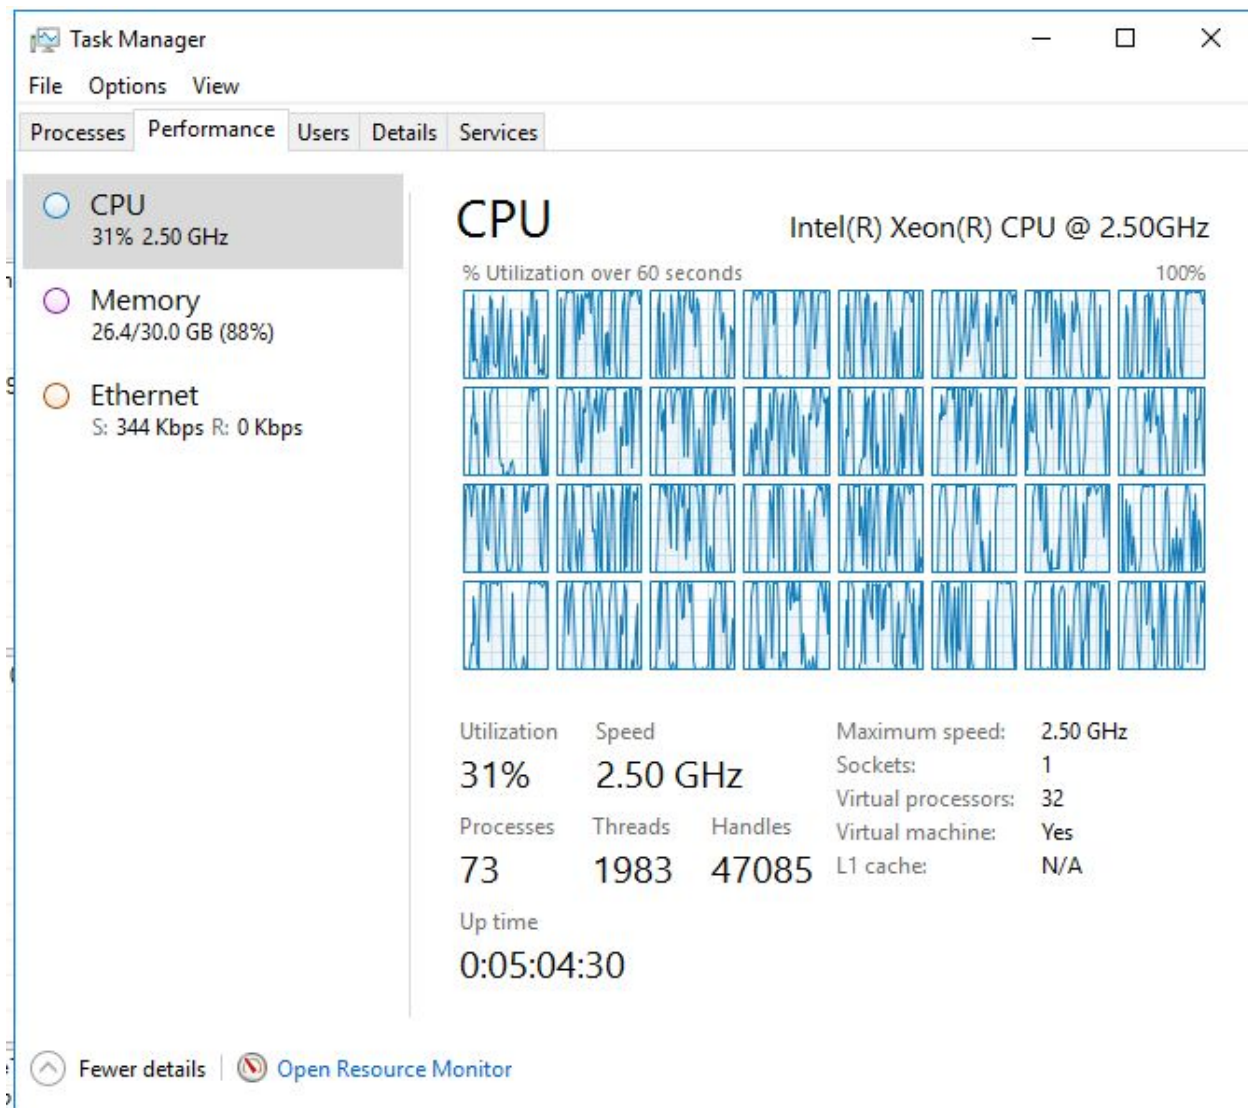 Task Manager
File Options View
Processes Performance Users Details Services
CPU
31% 2.50 GHz
Memory
26.4/30.0 GB (88%)
Ethernet
S: 344 Kbps R: 0 Kbps
CPU
Intel(R) Xeon(R) CPU @ 2.50GHz
% Utilization over 60 seconds 100%
Utilization Speed
31% 2.50 GHz
Processes Threads Handles
73 1983 47085
Up time
0:05:04:30
Maximum speed: 2.50 GHz
Sockets: 1
Virtual processors: 32
Virtual machine: Yes
L1 cache: N/A
Fewer details Open Resource Monitor